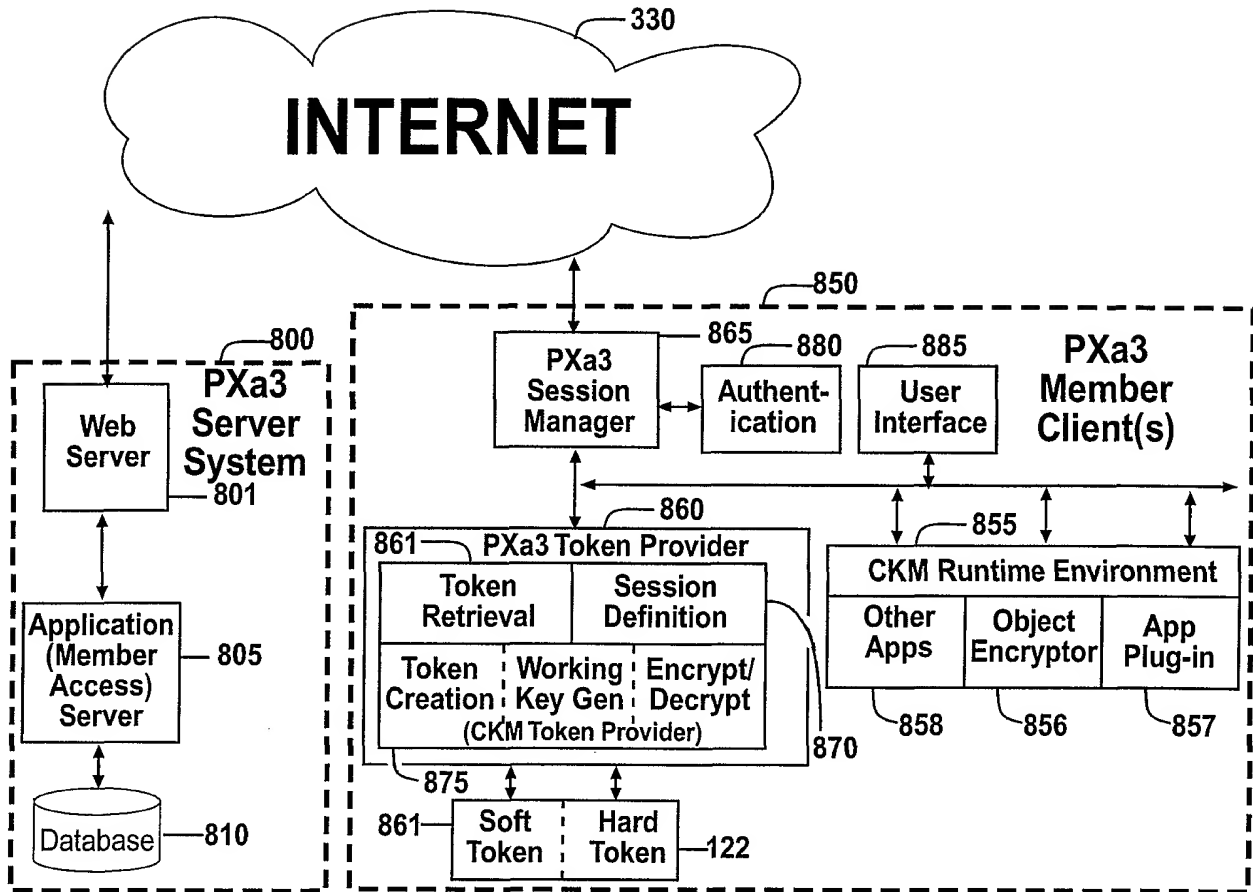 330
INTERNET
850
800
PXa3
Server
System
Web
Server
801
Application
(Member
Access)
Server
805
Database
810
865
PXa3
Session
Manager
880
Authent-
ication
885
User
Interface
PXa3
Member
Client(s)
860
861
PXa3 Token Provider
Token
Retrieval
Session
Definition
Token
Creation
Working
Key Gen
Encrypt/
Decrypt
(CKM Token Provider)
870
875
861
Soft
Token
Hard
Token
122
855
CKM Runtime Environment
Other
Apps
Object
Encryptor
App
Plug-in
858
856
857